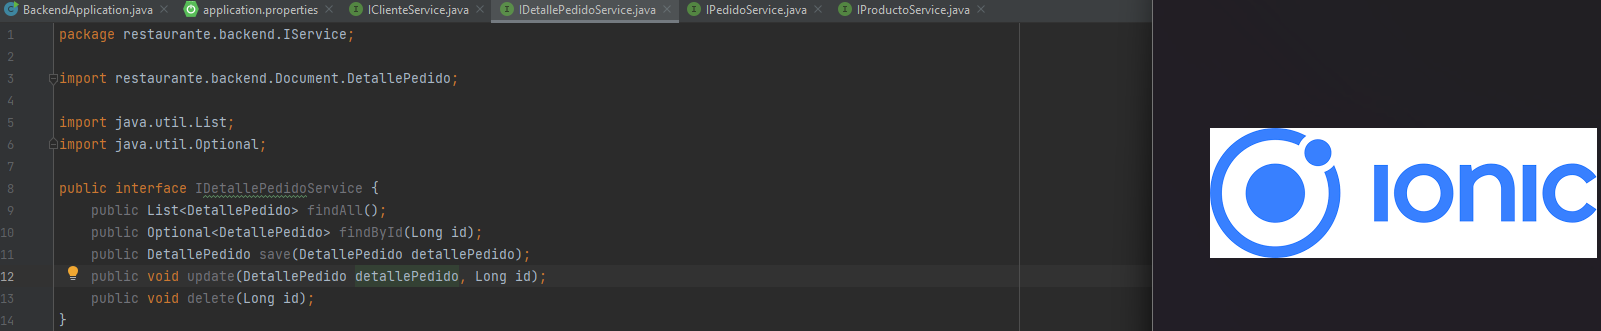 BackendApplication.java application.properties IClienteService.java IDetallePedidoService.java IPedidoService.java IProductoService.java
1 package restaurante.backend.IService;
2
3 import restaurante.backend.Document.DetallePedido;
4
5 import java.util.List;
6 import java.util.Optional;
7
8 public interface IDetallePedidoService {
9 public List<DetallePedido> findAll();
10 public Optional<DetallePedido> findById(Long id);
11 public DetallePedido save(DetallePedido detallePedido);
12 public void update(DetallePedido detallePedido, Long id);
13 public void delete(Long id);
14 }
ionic